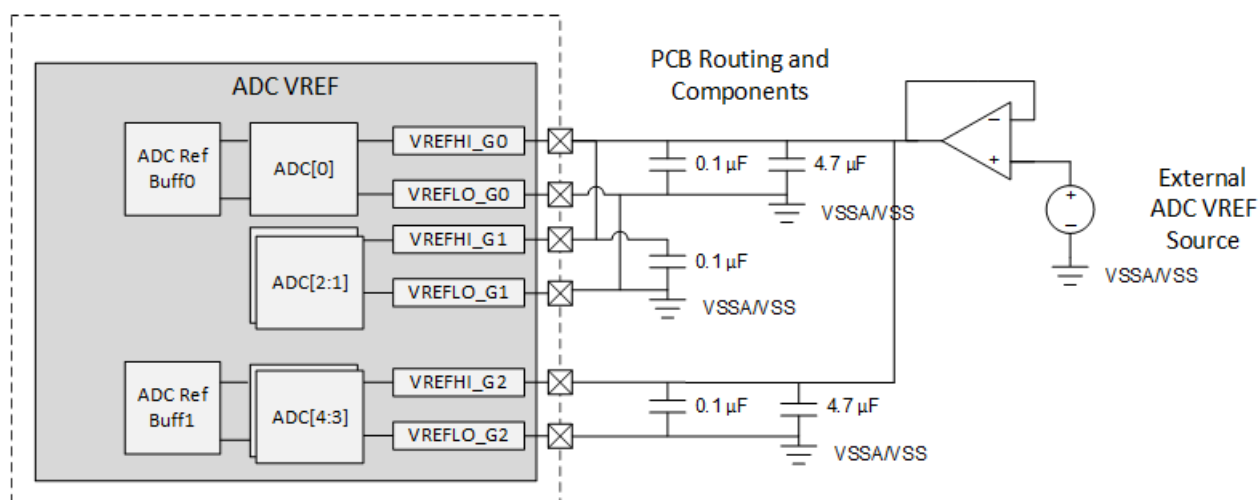 ADC VREF
PCB Routing and
Components
ADC Ref
Buff0
ADC[0]
VREFHI_G0
VREFLO_G0
0.1 µF
4.7 µF
VSSA/VSS
−
+
+
−
External
ADC VREF
Source
VSSA/VSS
ADC[2:1]
VREFHI_G1
VREFLO_G1
0.1 µF
VSSA/VSS
ADC Ref
Buff1
ADC[4:3]
VREFHI_G2
VREFLO_G2
0.1 µF
4.7 µF
VSSA/VSS